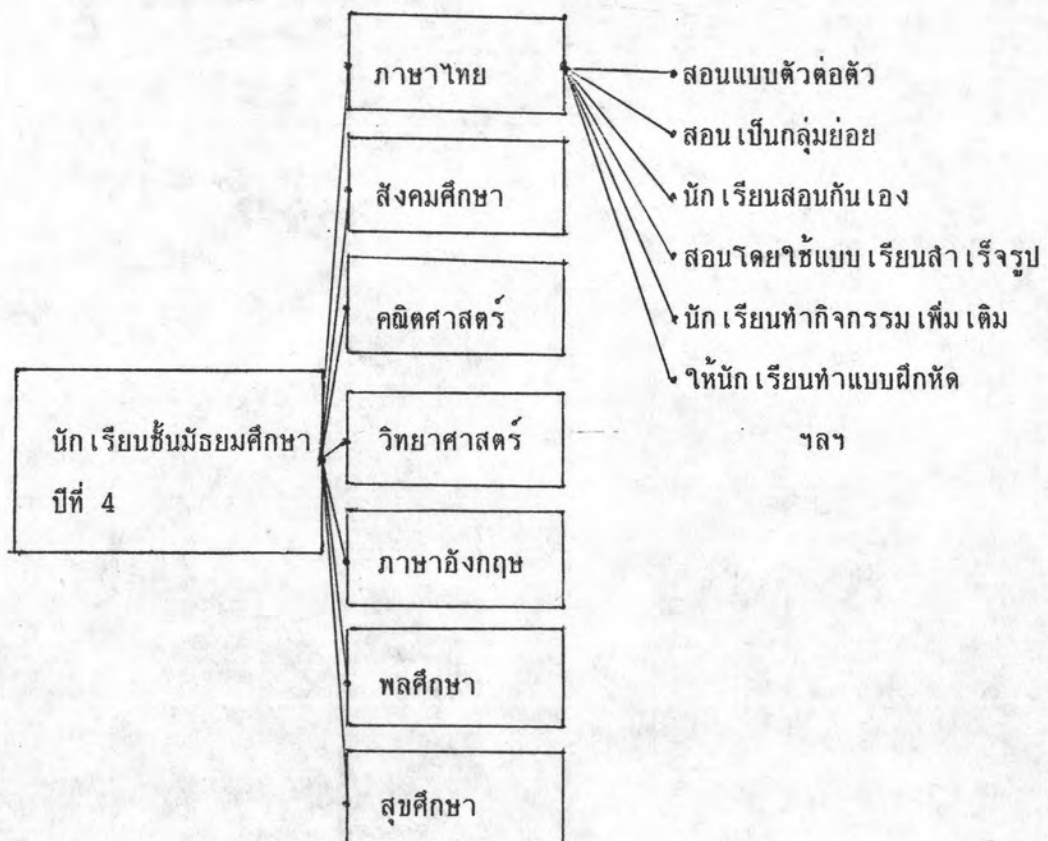 ภาษาไทย
สังคมศึกษา
คณิตศาสตร์
นักเรียนชั้นมัธยมศึกษา
ปีที่ 4
วิทยาศาสตร์
ภาษาอังกฤษ
พลศึกษา
สุขศึกษา
สอนแบบตัวต่อตัว
สอนเป็นกลุ่มย่อย
นักเรียนสอนกันเอง
สอนโดยใช้แบบเรียนสำเร็จรูป
นักเรียนทำกิจกรรมเพิ่มเติม
ให้นักเรียนทำแบบฝึกหัด
ฯลฯ